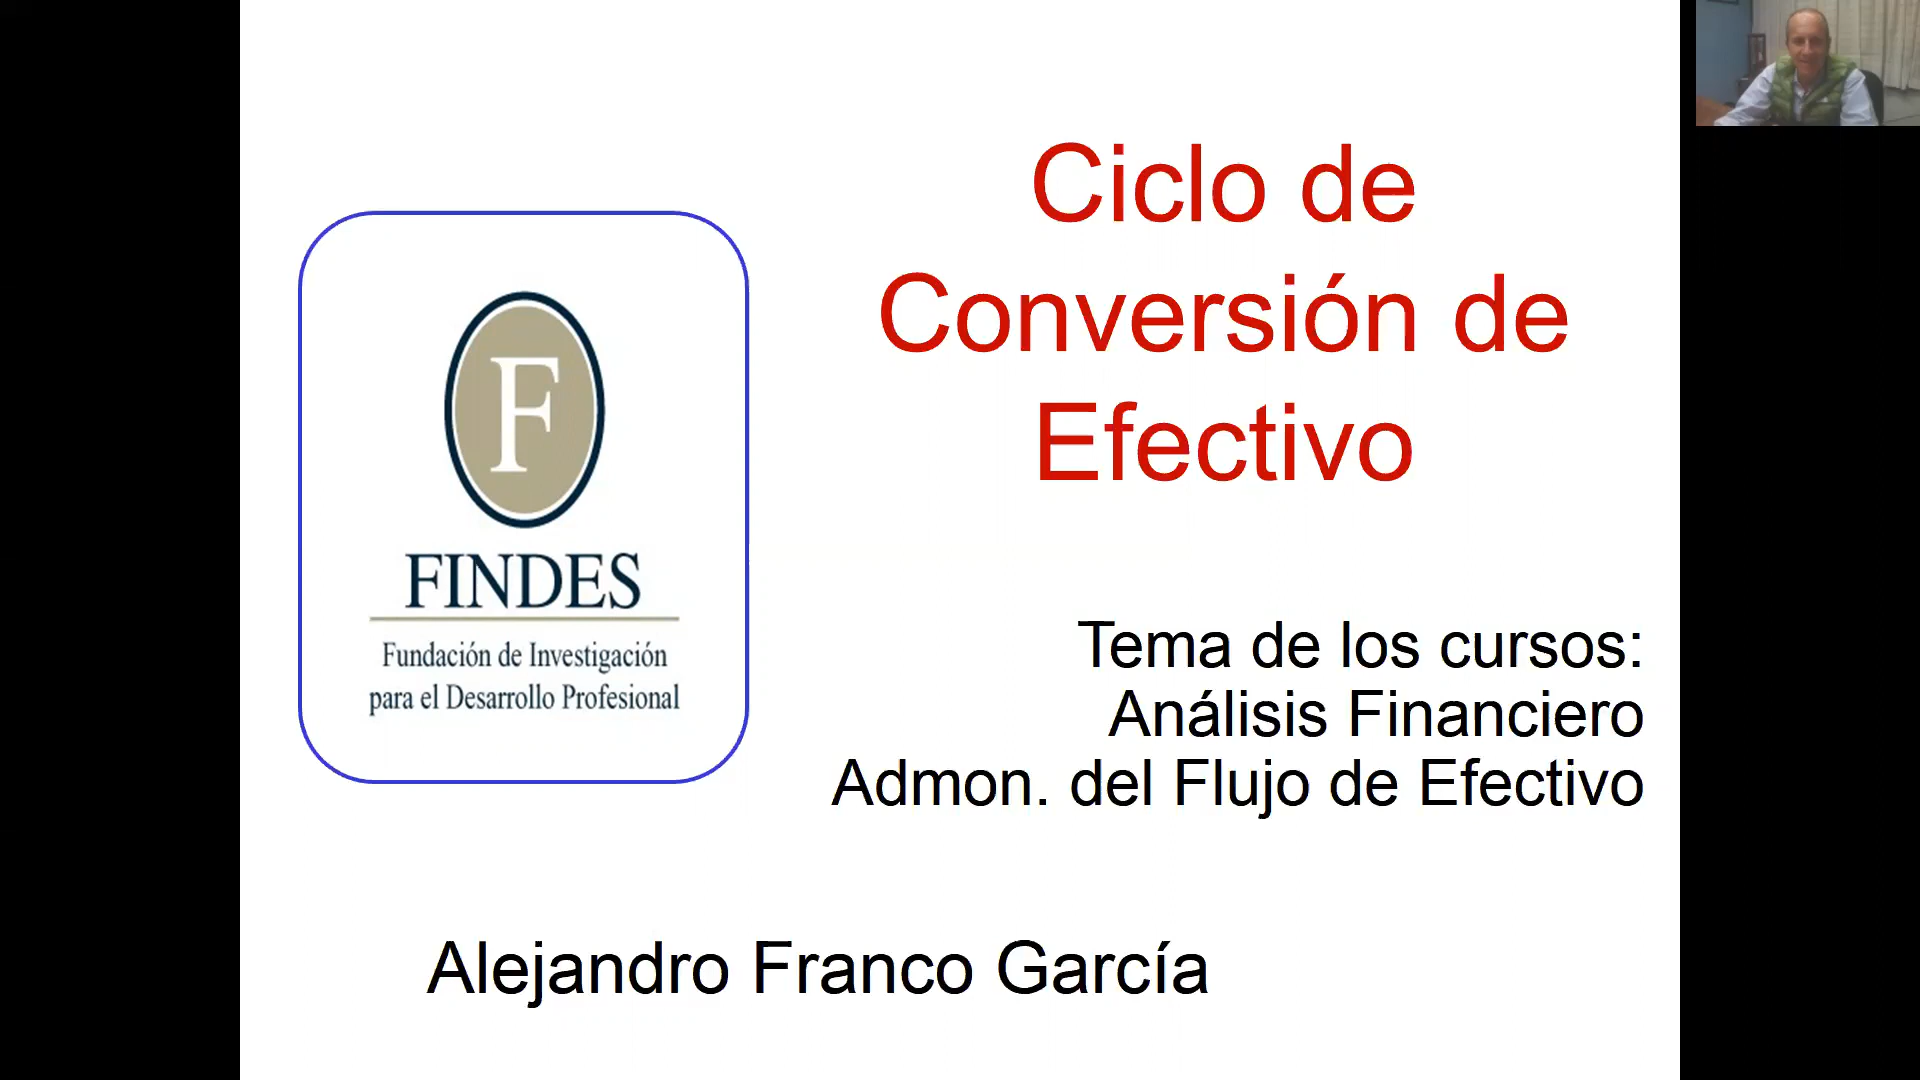 Ciclo de
Conversión de
Efectivo
F
FINDES
Fundación de Investigación
para el Desarrollo Profesional
Tema de los cursos:
Análisis Financiero
Admon. del Flujo de Efectivo
Alejandro Franco García